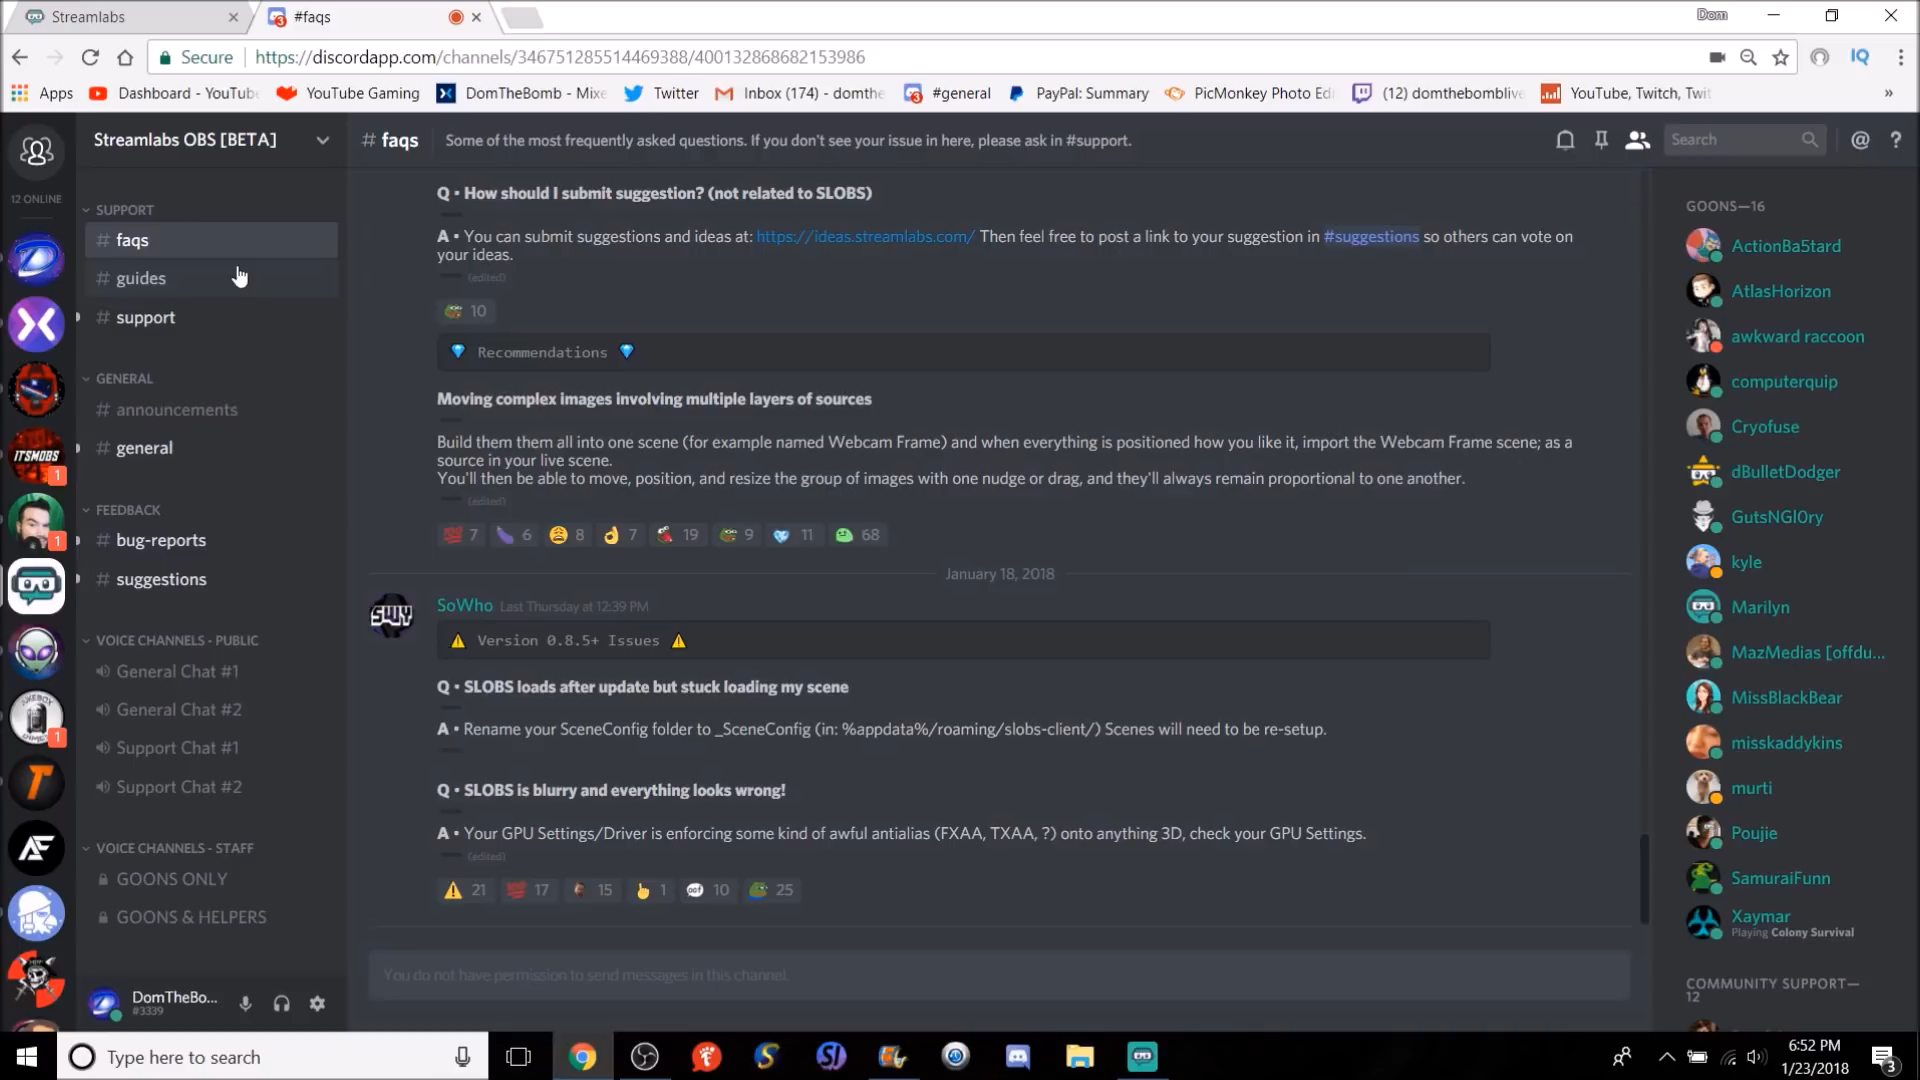 Streamlabs
#faqs
Dom
Secure
https://discordapp.com/channels/346751285514469388/400132868682153986
Apps
Dashboard - YouTube
YouTube Gaming
DomTheBomb - Mixe
Twitter
Inbox (174) - domthe
#general
PayPal: Summary
PicMonkey Photo Edi
(12) domthebomblive
YouTube, Twitch, Twit
»
12 ONLINE
ITSMOBS
1
1
1
Streamlabs OBS [BETA]
SUPPORT
# faqs
# guides
# support
GENERAL
# announcements
# general
FEEDBACK
# bug-reports
# suggestions
VOICE CHANNELS - PUBLIC
General Chat #1
General Chat #2
Support Chat #1
Support Chat #2
VOICE CHANNELS - STAFF
GOONS ONLY
GOONS & HELPERS
DomTheBo...
#3339
# faqs
Some of the most frequently asked questions. If you don't see your issue in here, please ask in #support.
Search
Q • How should I submit suggestion? (not related to SLOBS)
A • You can submit suggestions and ideas at: https://ideas.streamlabs.com/ Then feel free to post a link to your suggestion in #suggestions so others can vote on
your ideas.
(edited)
10
Recommendations
Moving complex images involving multiple layers of sources
Build them them all into one scene (for example named Webcam Frame) and when everything is positioned how you like it, import the Webcam Frame scene; as a
source in your live scene.
You'll then be able to move, position, and resize the group of images with one nudge or drag, and they'll always remain proportional to one another.
(edited)
7 6 8 7 19 9 11 68
January 18, 2018
SWY
SoWho Last Thursday at 12:39 PM
Version 0.8.5+ Issues
Q • SLOBS loads after update but stuck loading my scene
A • Rename your SceneConfig folder to _SceneConfig (in: %appdata%/roaming/slobs-client/) Scenes will need to be re-setup.
Q • SLOBS is blurry and everything looks wrong!
A • Your GPU Settings/Driver is enforcing some kind of awful antialias (FXAA, TXAA, ?) onto anything 3D, check your GPU Settings.
(edited)
21 17 15 1 10 25
You do not have permission to send messages in this channel.
GOONS—16
ActionBa5tard
AtlasHorizon
awkward raccoon
computerquip
Cryofuse
dBulletDodger
GutsNGl0ry
kyle
Marilyn
MazMedias [offdu...
MissBlackBear
misskaddykins
murti
Poujie
SamuraiFunn
Xaymar
Playing Colony Survival
COMMUNITY SUPPORT—
12
Type here to search
6:52 PM
1/23/2018
3